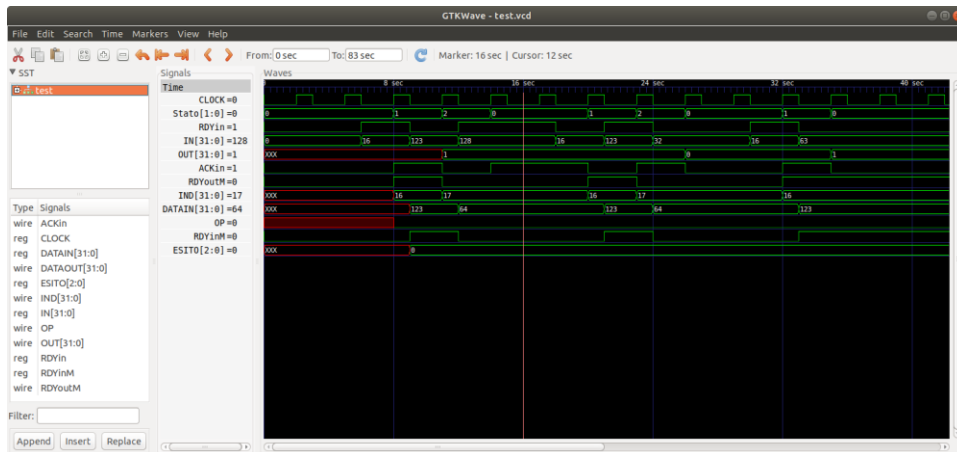 GTKWave - test.vcd
File Edit Search Time Markers View Help
From: 0 sec To: 83 sec Marker: 16 sec | Cursor: 12 sec
▼ SST
test
Type Signals
wire ACKin
reg CLOCK
reg DATAIN[31:0]
wire DATAOUT[31:0]
reg ESITO[2:0]
wire IND[31:0]
reg IN[31:0]
wire OP
wire OUT[31:0]
reg RDYin
reg RDYinM
wire RDYoutM
Filter:
Append Insert Replace
Signals
Time
CLOCK=0
Stato[1:0]=0
RDYin=1
IN[31:0]=128
OUT[31:0]=1
ACKin=1
RDYoutM=0
IND[31:0]=17
DATAIN[31:0]=64
OP=0
RDYinM=0
ESITO[2:0]=0
Waves
8 sec 16 sec 24 sec 32 sec 40 sec
0 1 2 0 1 2 0 1 0
0 16 123 128 16 123 32 16 63
XXX 1 0 1
XXX 16 17 16 17 16
XXX 123 64 123 64 123
XXX 0